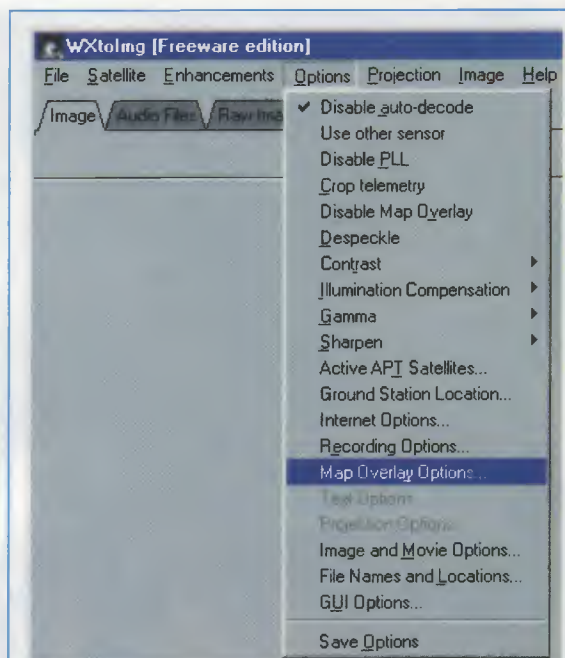 WXtoImg [Freeware edition]
File Satellite Enhancements Options Projection Image Help
Image Audio Files Raw Ima
Disable auto-decode
Use other sensor
Disable PLL
Crop telemetry
Disable Map Overlay
Despeckle
Contrast
Illumination Compensation
Gamma
Sharpen
Active APT Satellites...
Ground Station Location...
Internet Options...
Recording Options...
Map Overlay Options...
Text Options...
Projection Options...
Image and Movie Options...
File Names and Locations...
GUI Options...
Save Options